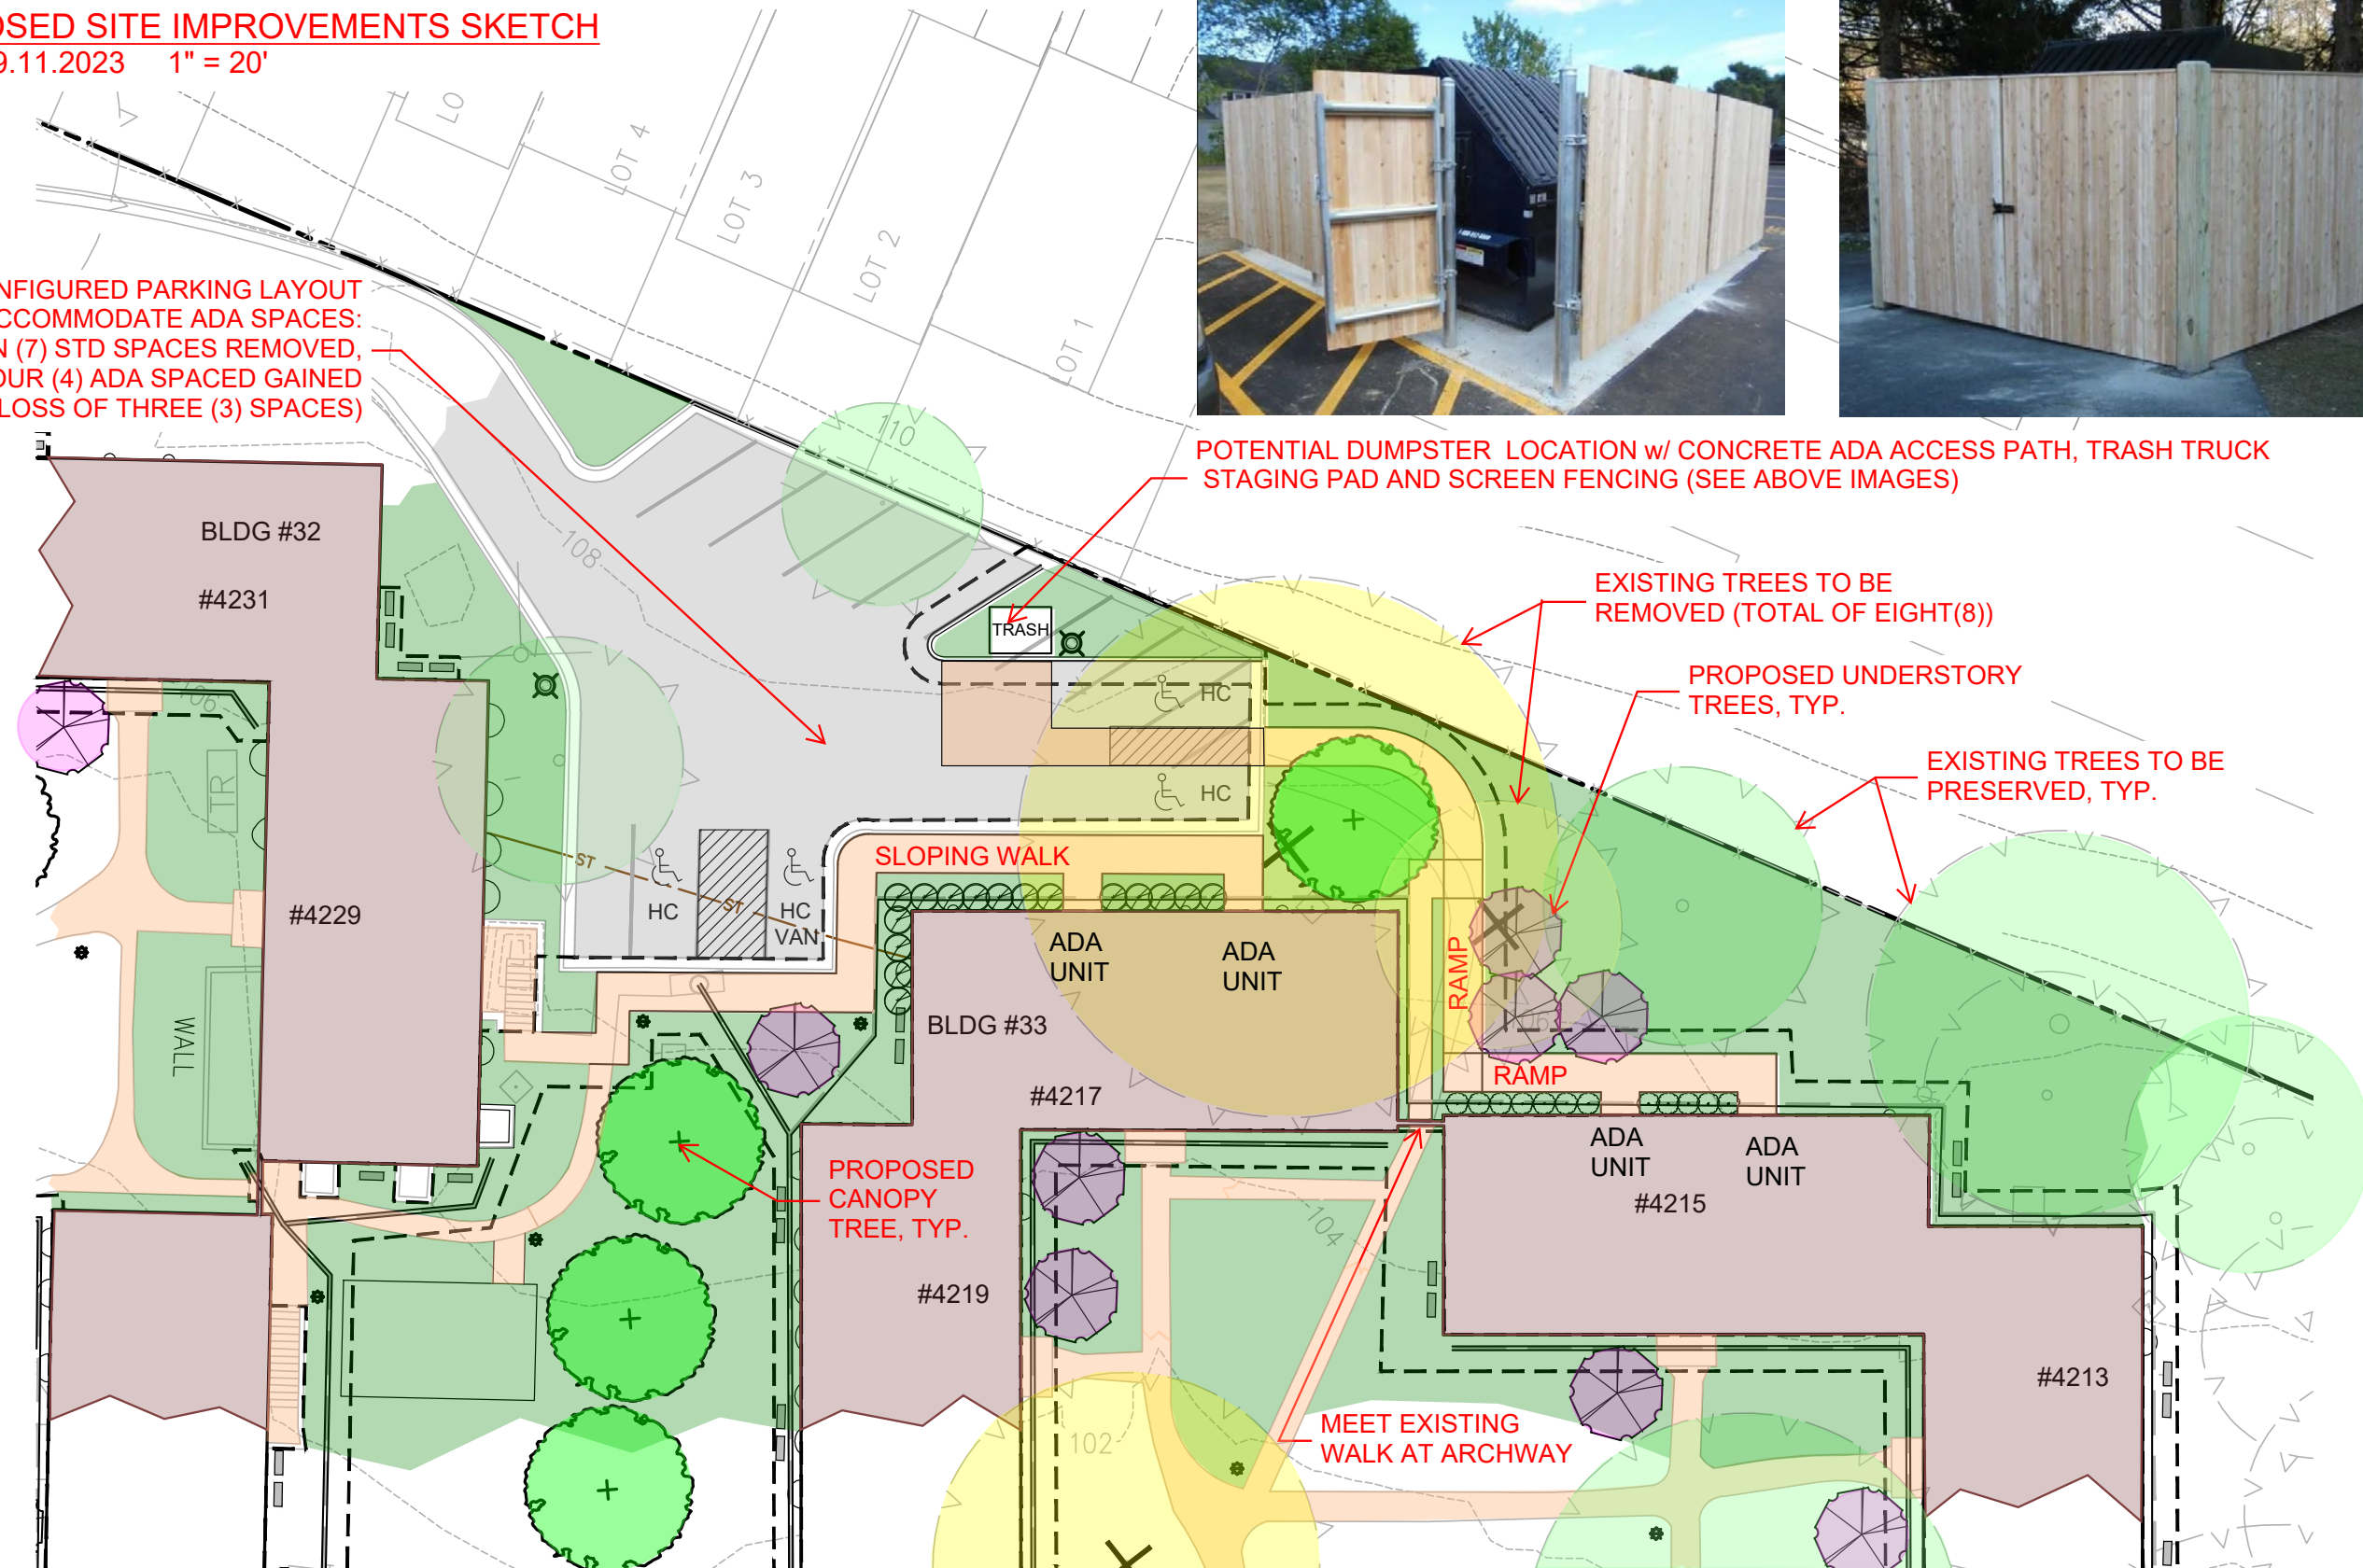 OSED SITE IMPROVEMENTS SKETCH
9.11.2023 1" = 20'
NFIGURED PARKING LAYOUT
CCOMMODATE ADA SPACES:
N (7) STD SPACES REMOVED,
OUR (4) ADA SPACED GAINED
LOSS OF THREE (3) SPACES)
LO
LOT 4
LOT 3
LOT 2
LOT 1
110
POTENTIAL DUMPSTER LOCATION w/ CONCRETE ADA ACCESS PATH, TRASH TRUCK
STAGING PAD AND SCREEN FENCING (SEE ABOVE IMAGES)
BLDG #32
#4231
108
TRASH
EXISTING TREES TO BE
REMOVED (TOTAL OF EIGHT(8))
PROPOSED UNDERSTORY
TREES, TYP.
EXISTING TREES TO BE
PRESERVED, TYP.
HC
HC
106
TR
#4229
ST
ST
HC
HC
VAN
SLOPING WALK
ADA
UNIT
ADA
UNIT
RAMP
BLDG #33
#4217
RAMP
WALL
ADA
UNIT
ADA
UNIT
#4215
PROPOSED
CANOPY
TREE, TYP.
104
#4219
#4213
MEET EXISTING
WALK AT ARCHWAY
102